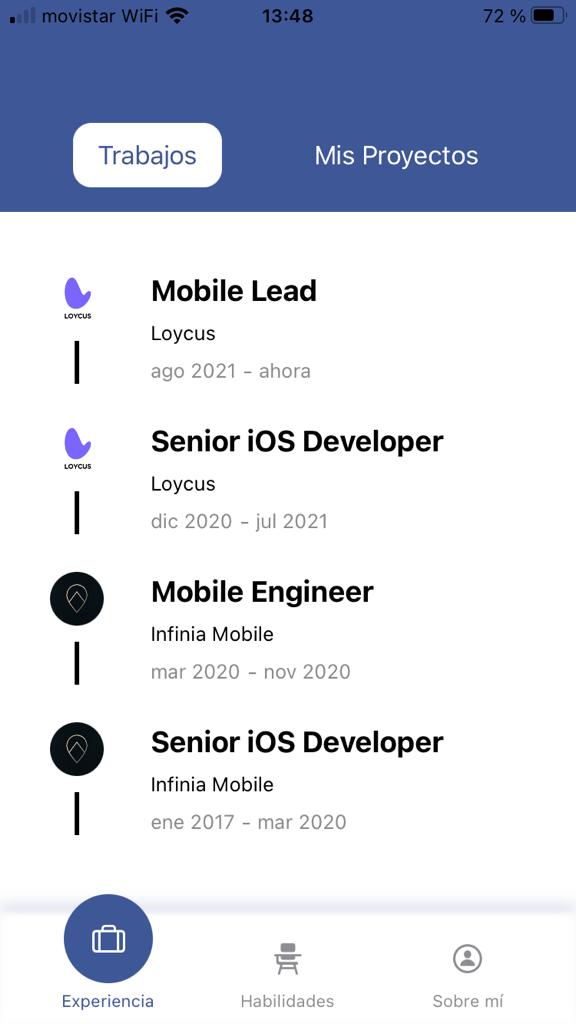 movistar WiFi 13:48 72 %
Trabajos Mis Proyectos
LOYCUS
Mobile Lead
Loycus
ago 2021 - ahora
LOYCUS
Senior iOS Developer
Loycus
dic 2020 - jul 2021
Mobile Engineer
Infinia Mobile
mar 2020 - nov 2020
Senior iOS Developer
Infinia Mobile
ene 2017 - mar 2020
Experiencia Habilidades Sobre mí